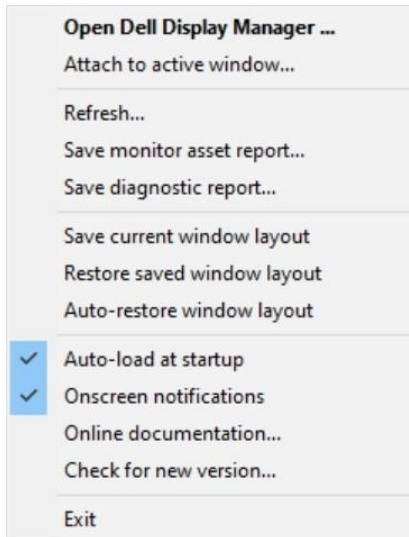 Open Dell Display Manager ...
Attach to active window...
Refresh...
Save monitor asset report...
Save diagnostic report...
Save current window layout
Restore saved window layout
Auto-restore window layout
Auto-load at startup
Onscreen notifications
Online documentation...
Check for new version...
Exit